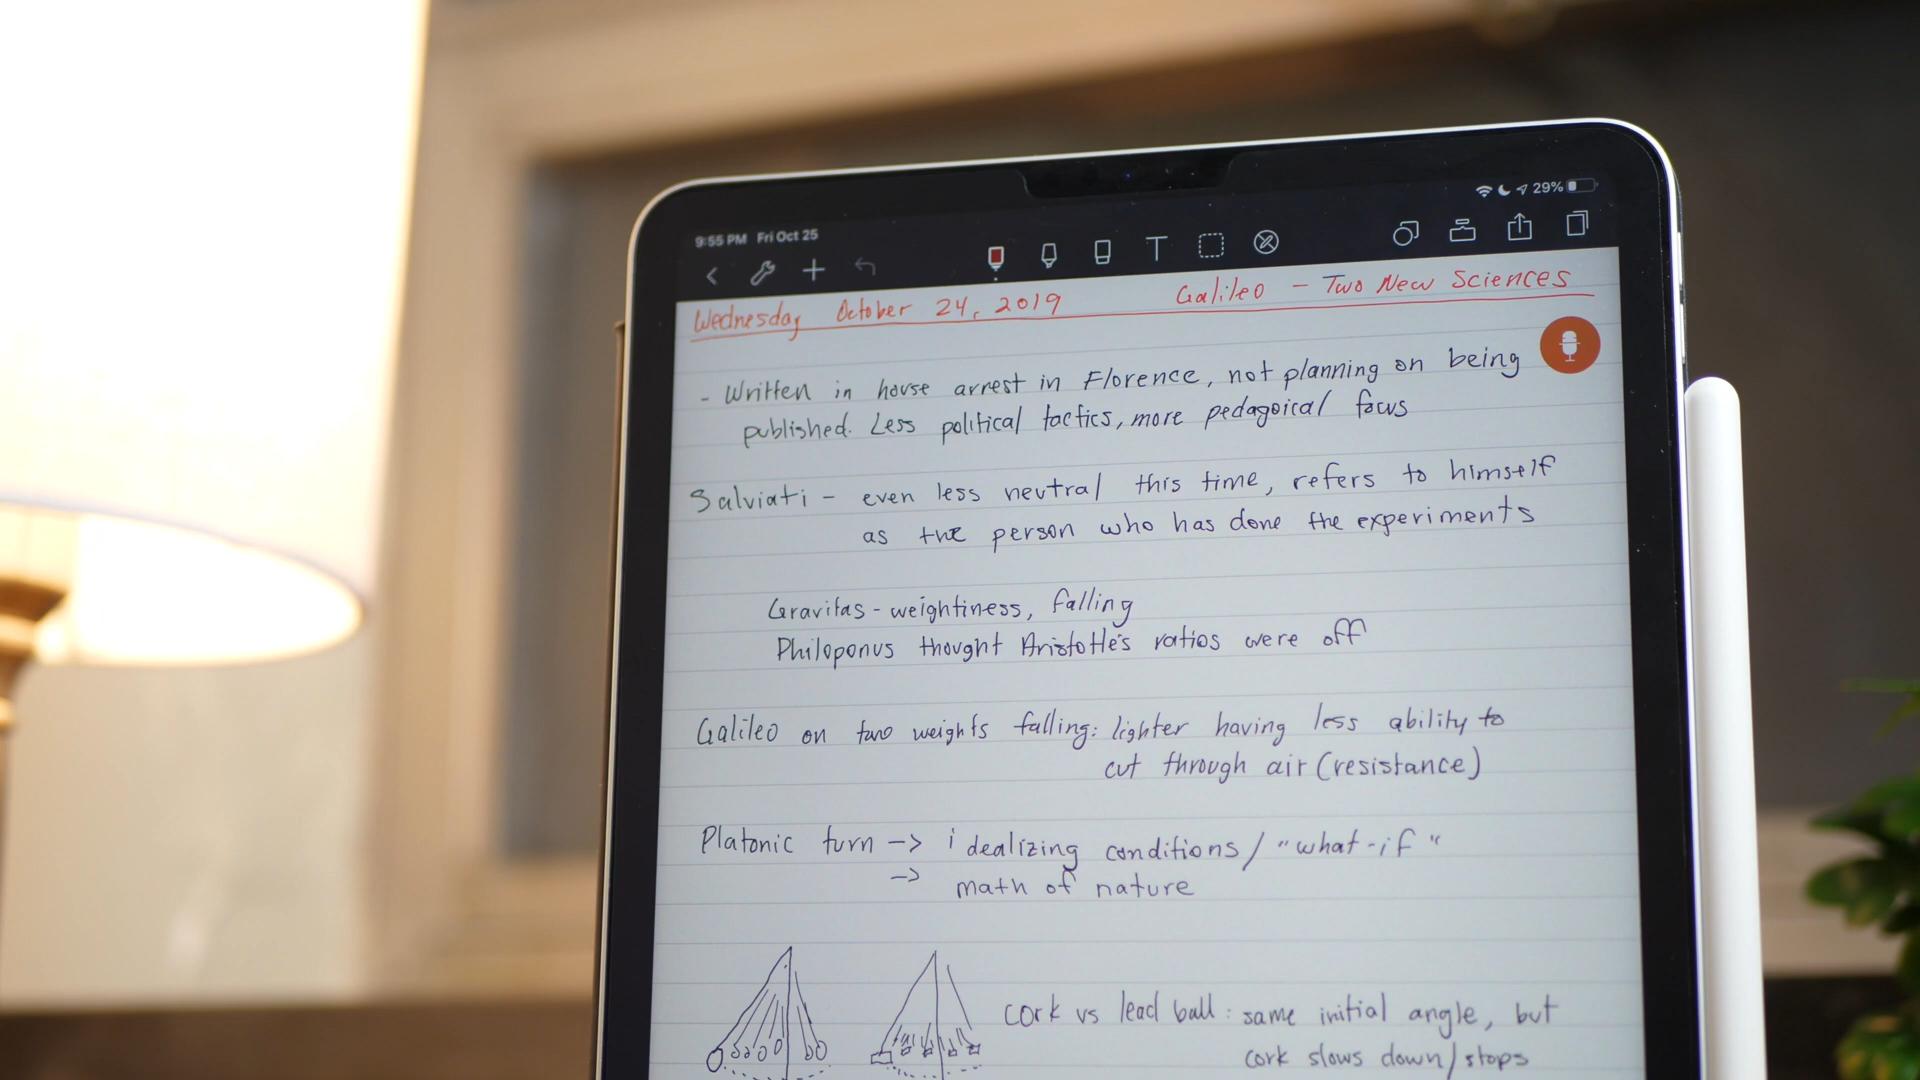 9:55 PM Fri Oct 25
29%
T
Wednesday October 24, 2019 Galileo - Two New Sciences
- Written in house arrest in Florence, not planning on being
published. Less political tactics, more pedagoical focus
Salviati - even less neutral this time, refers to himself
as the person who has done the experiments
Gravitas - weightiness, falling
Philoponus thought Aristotle's ratios were off
Galileo on two weights falling: lighter having less ability to
cut through air (resistance)
Platonic turn -> idealizing conditions / "what-if"
-> math of nature
cork vs lead ball: same initial angle, but
cork slows down/stops